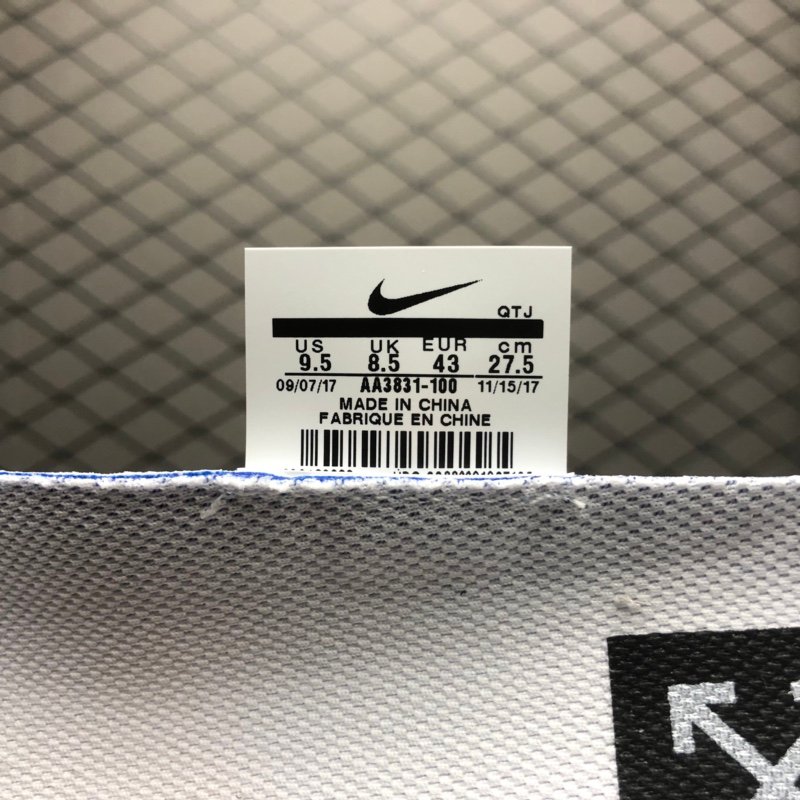 QTJ
US UK EUR cm
9.5 8.5 43 27.5
09/07/17 AA3831-100 11/15/17
MADE IN CHINA
FABRIQUE EN CHINE